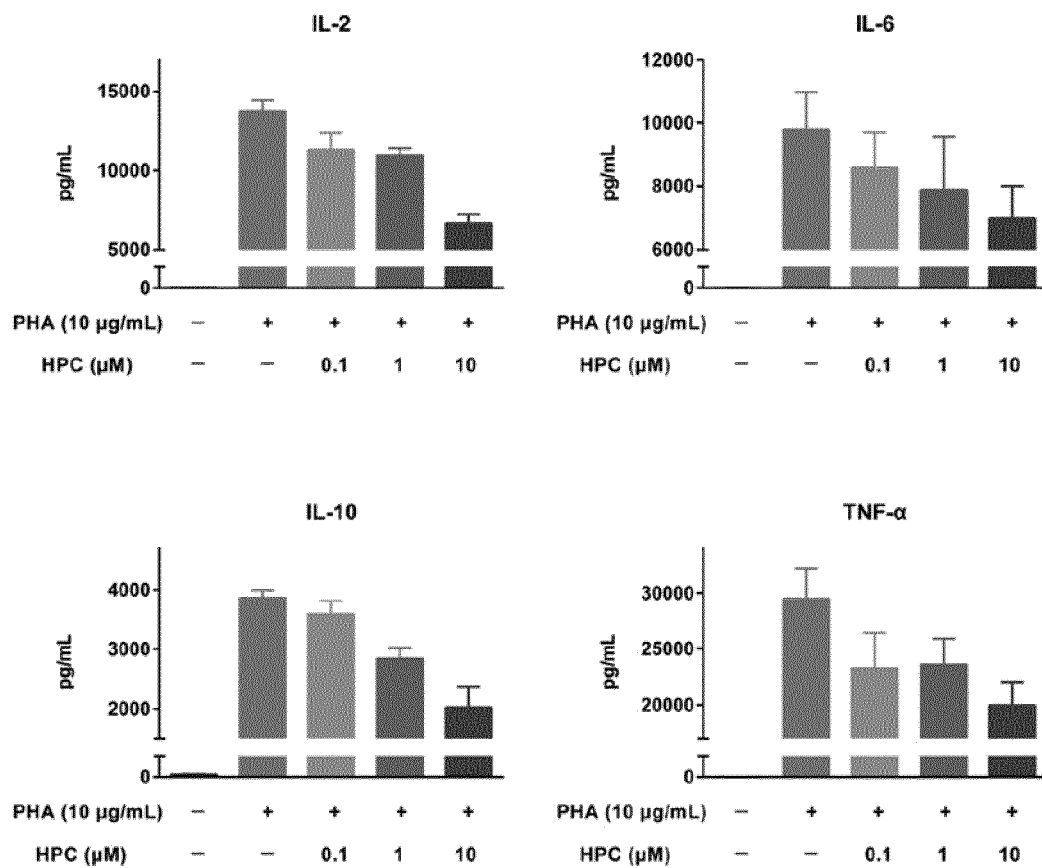 IL-2
15000
10000
5000
0
pg/mL
PHA (10 µg/mL) — + + + +
HPC (µM) — — 0.1 1 10
IL-6
12000
10000
8000
6000
0
pg/mL
PHA (10 µg/mL) — + + + +
HPC (µM) — — 0.1 1 10
IL-10
4000
3000
2000
0
pg/mL
PHA (10 µg/mL) — + + + +
HPC (µM) — — 0.1 1 10
TNF-α
30000
25000
20000
0
pg/mL
PHA (10 µg/mL) — + + + +
HPC (µM) — — 0.1 1 10